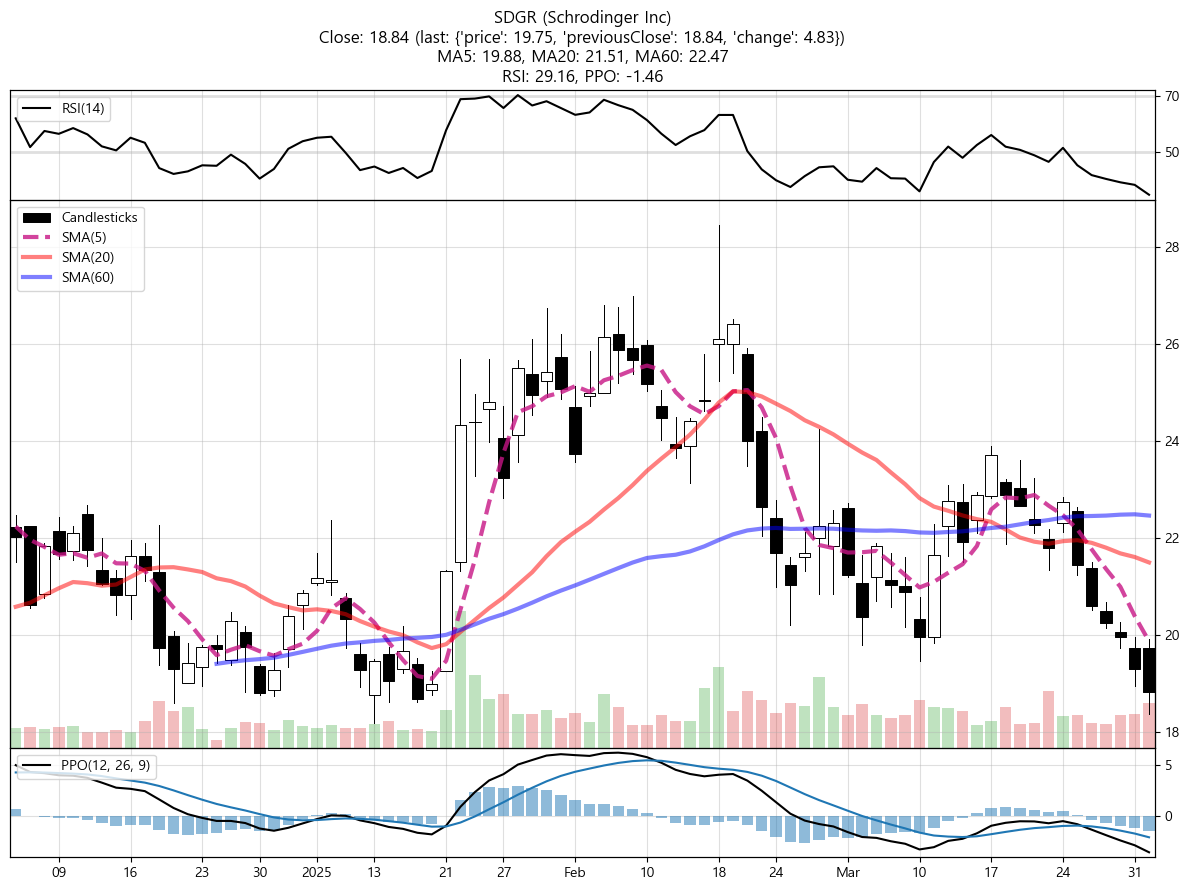 SDGR (Schrodinger Inc)
Close: 18.84 (last: {'price': 19.75, 'previousClose': 18.84, 'change': 4.83})
MA5: 19.88, MA20: 21.51, MA60: 22.47
RSI: 29.16, PPO: -1.46
RSI(14)
70
50
Candlesticks
SMA(5)
SMA(20)
SMA(60)
28
26
24
22
20
18
PPO(12, 26, 9)
5
0
09 16 23 30 2025 13 21 27 Feb 10 18 24 Mar 10 17 24 31